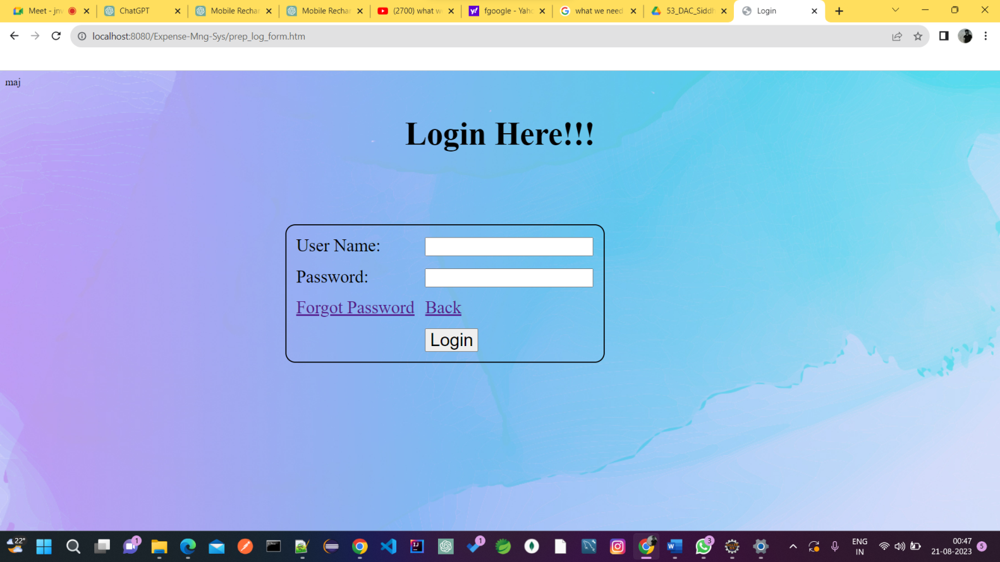 Meet - jnv
ChatGPT
Mobile Rechar
Mobile Rechar
(2700) what w
fgoogle - Yaho
what we need
53_DAC_Siddh
Login
localhost:8080/Expense-Mng-Sys/prep_log_form.htm
maj
Login Here!!!
User Name:
Password:
Forgot Password Back
Login
22°
1
1
3
ENG
IN
00:47
21-08-2023
5